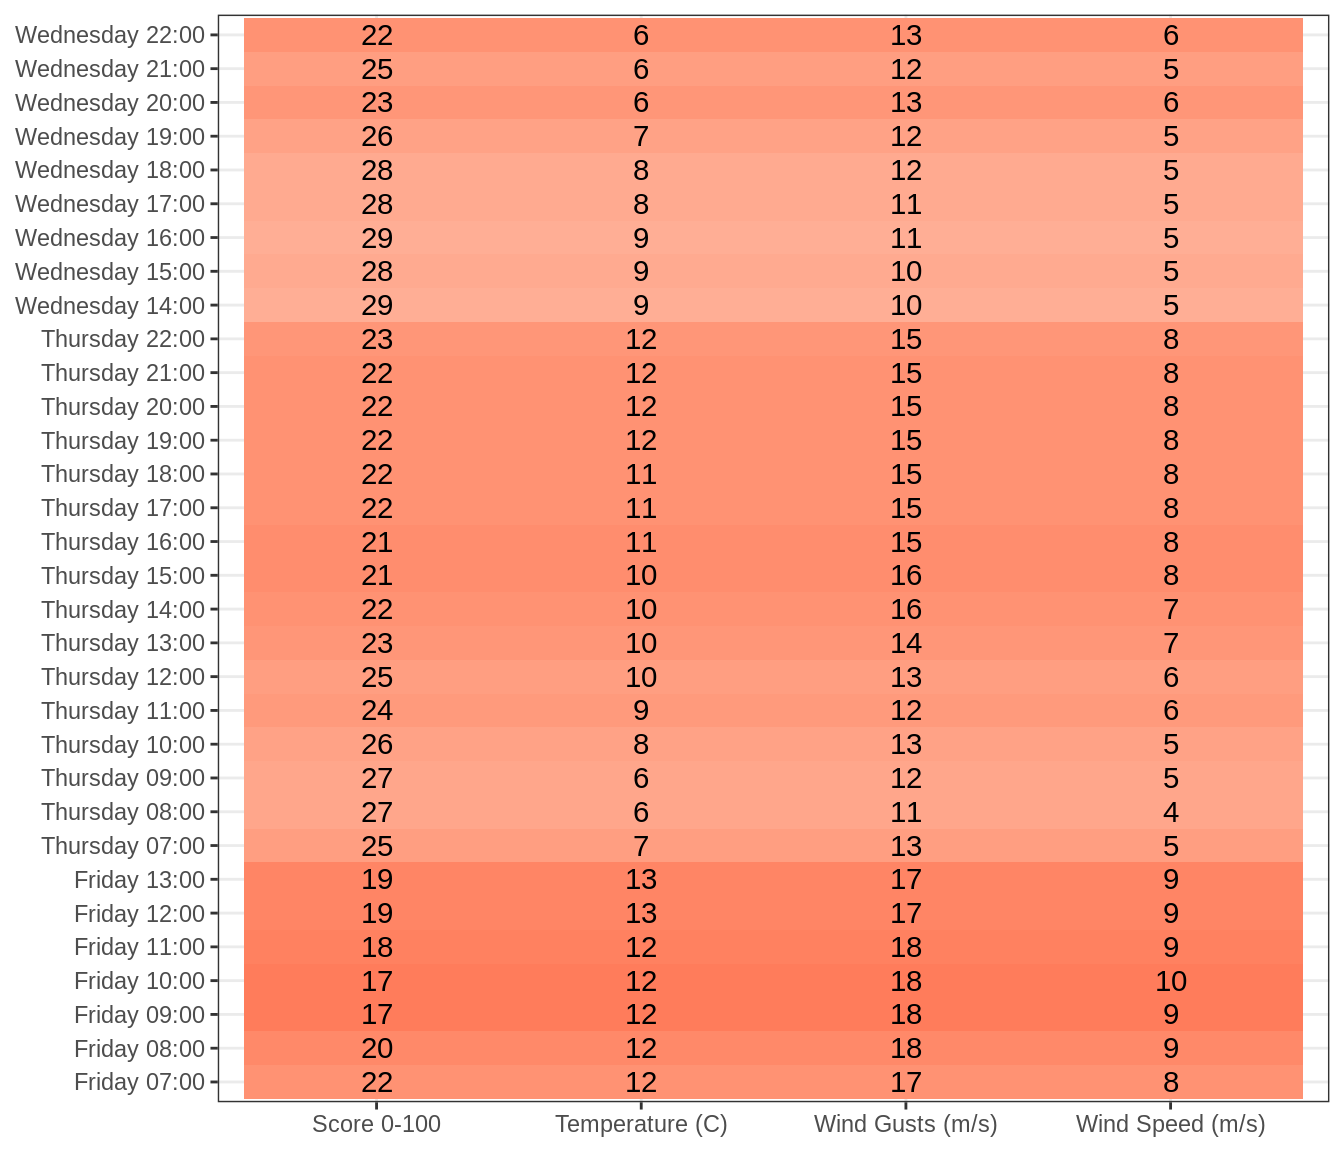 Wednesday 22:00 22 6 13 6
Wednesday 21:00 25 6 12 5
Wednesday 20:00 23 6 13 6
Wednesday 19:00 26 7 12 5
Wednesday 18:00 28 8 12 5
Wednesday 17:00 28 8 11 5
Wednesday 16:00 29 9 11 5
Wednesday 15:00 28 9 10 5
Wednesday 14:00 29 9 10 5
Thursday 22:00 23 12 15 8
Thursday 21:00 22 12 15 8
Thursday 20:00 22 12 15 8
Thursday 19:00 22 12 15 8
Thursday 18:00 22 11 15 8
Thursday 17:00 22 11 15 8
Thursday 16:00 21 11 15 8
Thursday 15:00 21 10 16 8
Thursday 14:00 22 10 16 7
Thursday 13:00 23 10 14 7
Thursday 12:00 25 10 13 6
Thursday 11:00 24 9 12 6
Thursday 10:00 26 8 13 5
Thursday 09:00 27 6 12 5
Thursday 08:00 27 6 11 4
Thursday 07:00 25 7 13 5
Friday 13:00 19 13 17 9
Friday 12:00 19 13 17 9
Friday 11:00 18 12 18 9
Friday 10:00 17 12 18 10
Friday 09:00 17 12 18 9
Friday 08:00 20 12 18 9
Friday 07:00 22 12 17 8
Score 0-100 Temperature (C) Wind Gusts (m/s) Wind Speed (m/s)